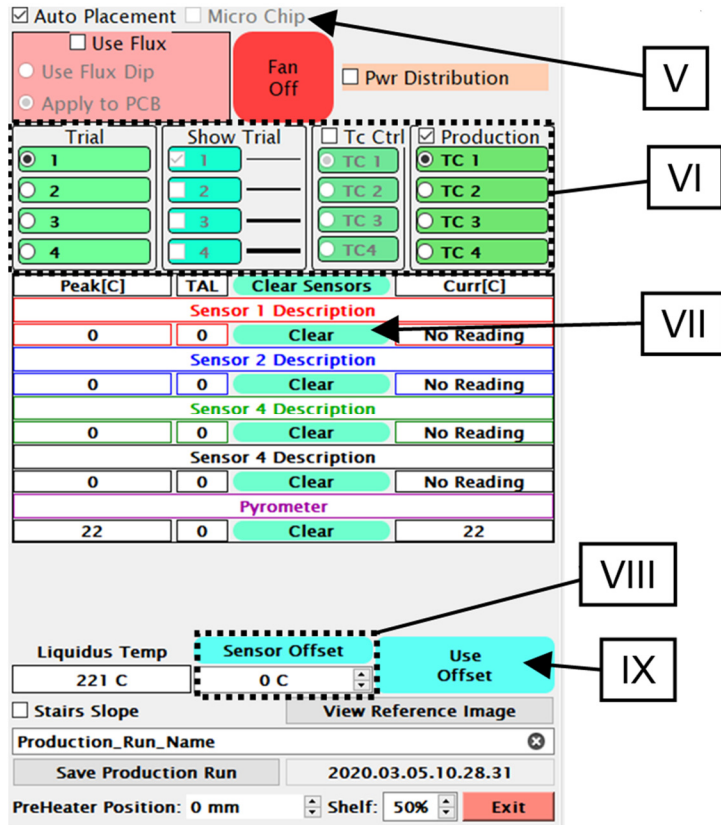 Auto Placement Micro Chip
Use Flux
Use Flux Dip
Apply to PCB
Fan
Off
Pwr Distribution
V
Trial Show Trial Tc Ctrl Production
1 1 TC 1 TC 1
2 2 TC 2 TC 2
3 3 TC 3 TC 3
4 4 TC4 TC 4
VI
Peak[C] TAL Clear Sensors Curr[C]
Sensor 1 Description
0 0 Clear No Reading
VII
Sensor 2 Description
0 0 Clear No Reading
Sensor 4 Description
0 0 Clear No Reading
Sensor 4 Description
0 0 Clear No Reading
Pyrometer
22 0 Clear 22
VIII
Liquidus Temp Sensor Offset Use
Offset
221 C 0 C
IX
Stairs Slope View Reference Image
Production_Run_Name
Save Production Run 2020.03.05.10.28.31
PreHeater Position: 0 mm Shelf: 50% Exit